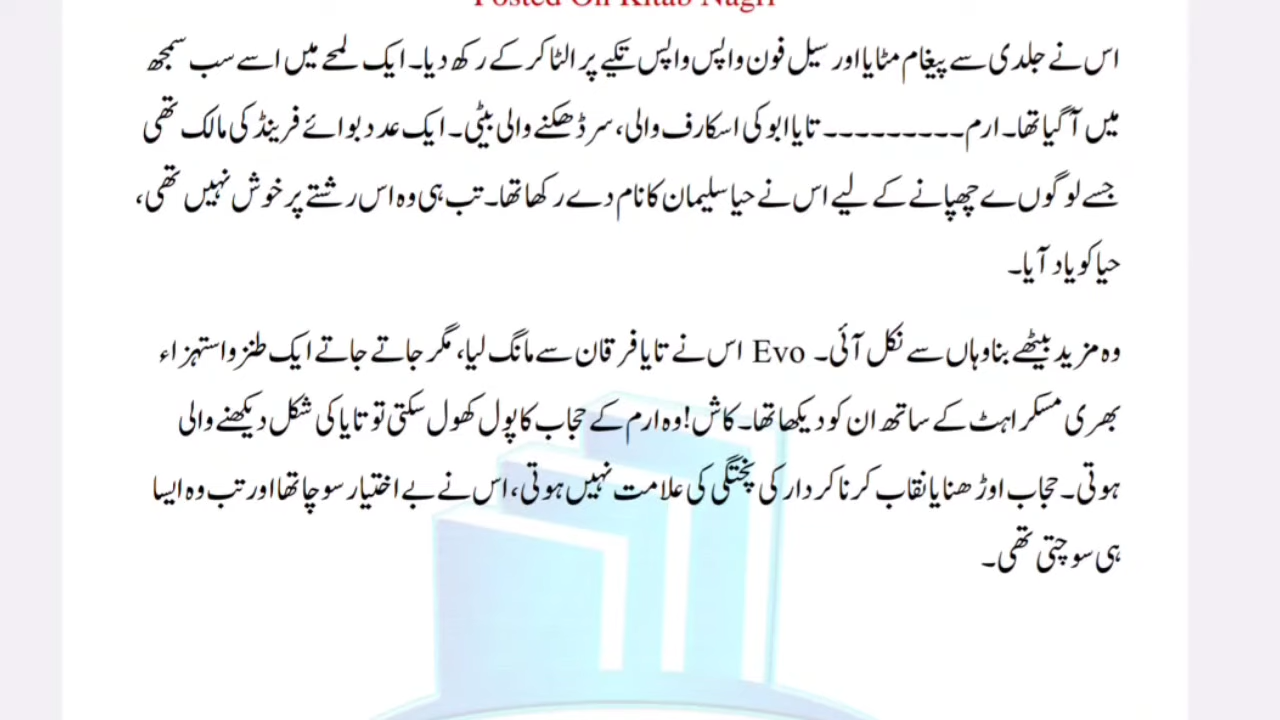 Posted On Kitab Nagri
اس نے جلدی سے پیغام مٹایا اور سیل فون واپس واپس تکیے پر الٹا کر کے رکھ دیا۔ ایک لمحے میں اسے سب سمجھ
میں آ گیا تھا۔ ارم۔۔۔۔۔۔۔۔۔ تایا ابو کی اسکارف والی، سر ڈھکنے والی بیٹی۔ ایک عدد بوائے فرینڈ کی مالک تھی
جسے لوگوں ے چھپانے کے لیے اس نے حیا سلیمان کا نام دے رکھا تھا۔ تب ہی وہ اس رشتے پر خوش نہیں تھی،
حیا کو یاد آیا۔
وہ مزید بیٹھے بنا وہاں سے نکل آئی۔ Evo اس نے تایا فرقان سے مانگ لیا، مگر جاتے جاتے ایک طنز و استہزاء
بھری مسکراہٹ کے ساتھ ان کو دیکھا تھا۔ کاش! وہ ارم کے حجاب کا پول کھول سکتی تو تایا کی شکل دیکھنے والی
ہوتی۔ حجاب اوڑھنا یا نقاب کرنا کردار کی پختگی کی علامت نہیں ہوتی، اس نے بے اختیار سوچا تھا اور تب وہ ایسا
ہی سوچتی تھی۔